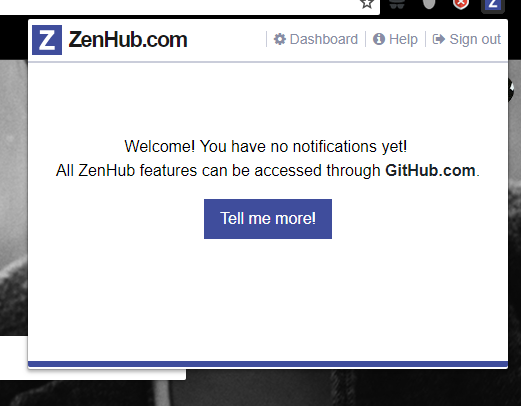 Z ZenHub.com
Dashboard Help Sign out
Welcome! You have no notifications yet!
All ZenHub features can be accessed through GitHub.com.
Tell me more!
Z